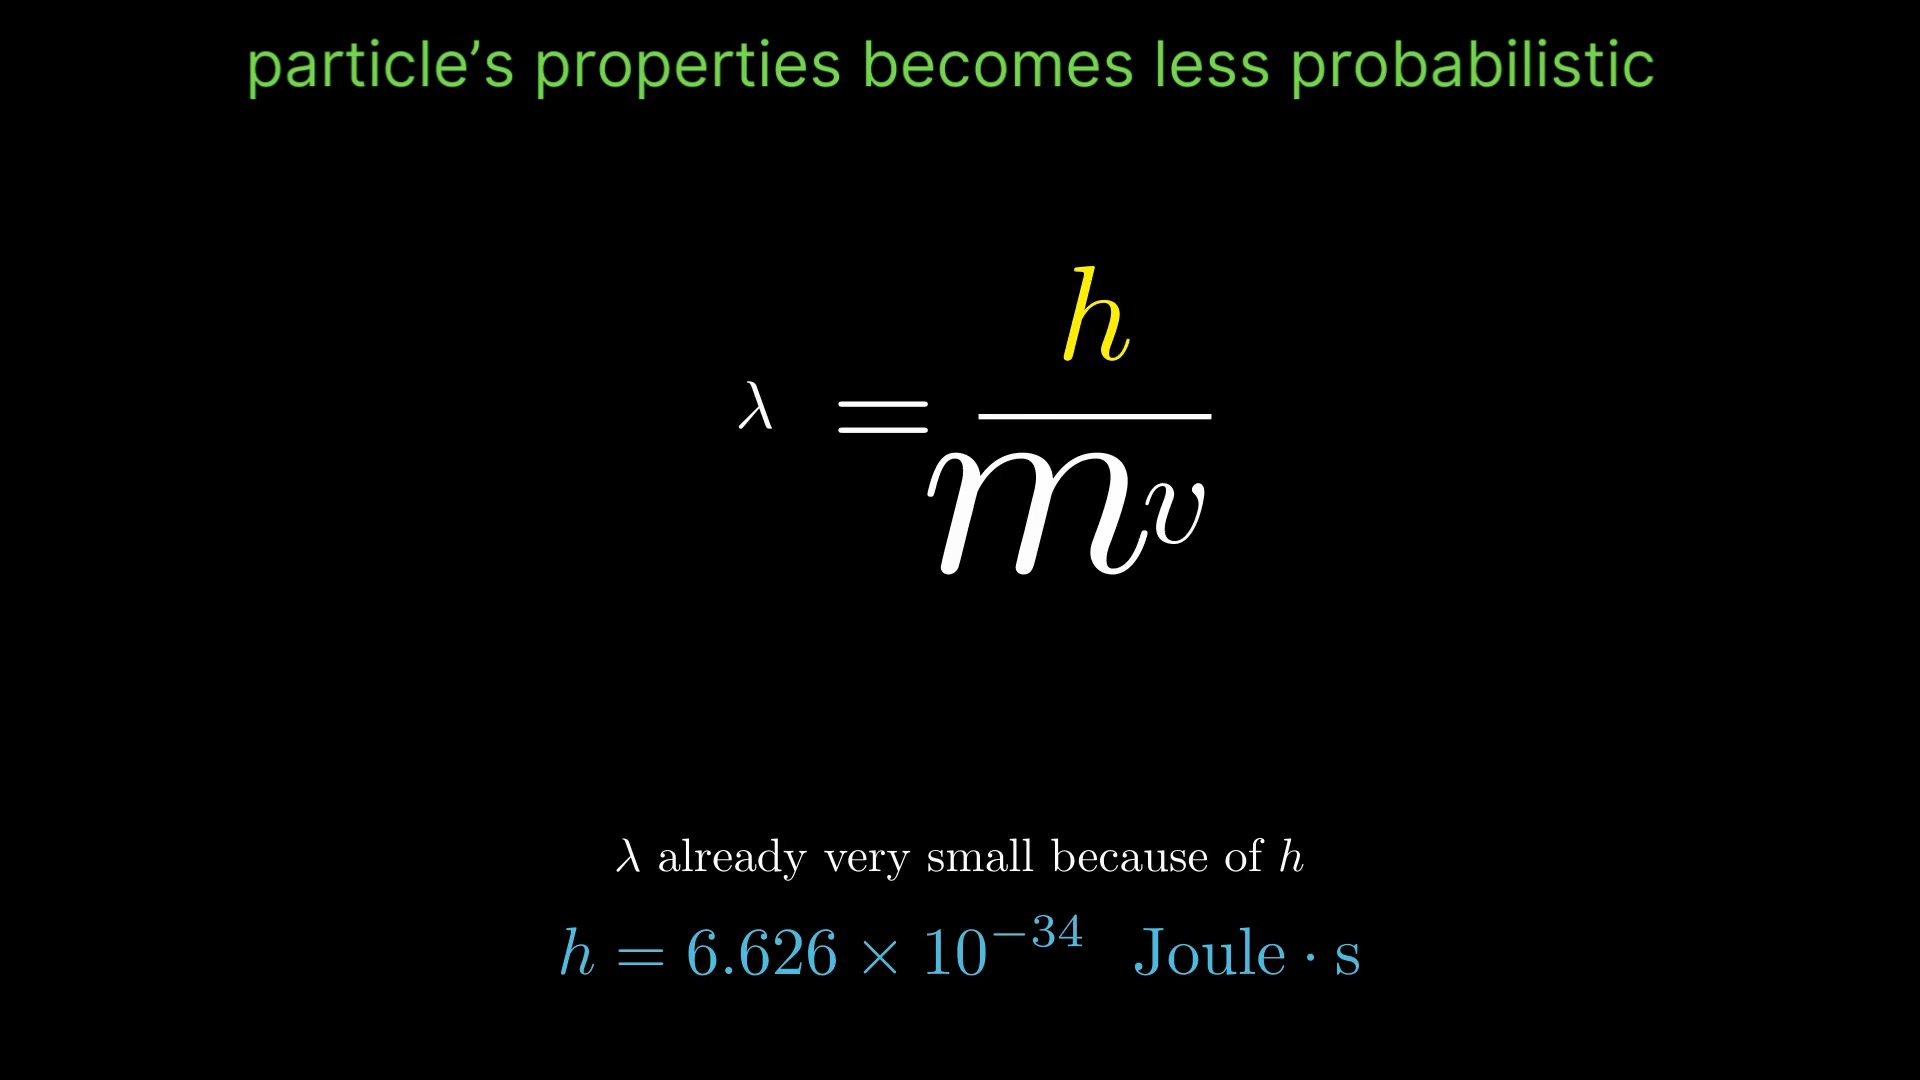 particle’s properties becomes less probabilistic
λ = h / mv
λ already very small because of h
h = 6.626 × 10⁻³⁴ Joule · s